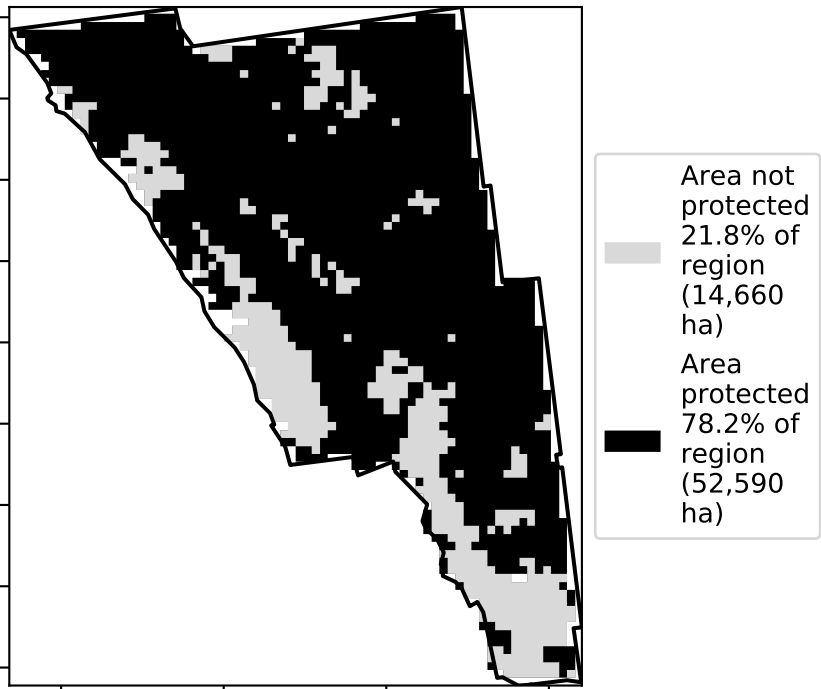 Area not
protected
21.8% of
region
(14,660
ha)
Area
protected
78.2% of
region
(52,590
ha)